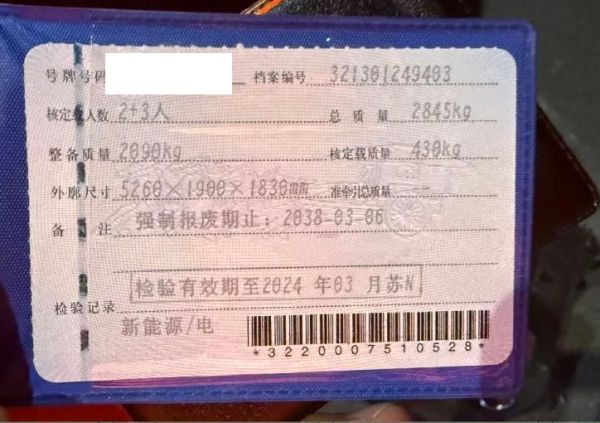 号牌号码 档案编号 321301249403
核定载人数 2+3人 总质量 2845kg
整备质量 2090kg 核定载质量 430kg
外廓尺寸 5260×1900×1830mm 准牵引总质量 --
备注 强制报废期止：2038-03-06
检验有效期至2024 年03 月苏N
检验记录
新能源/电
*3220007510528*